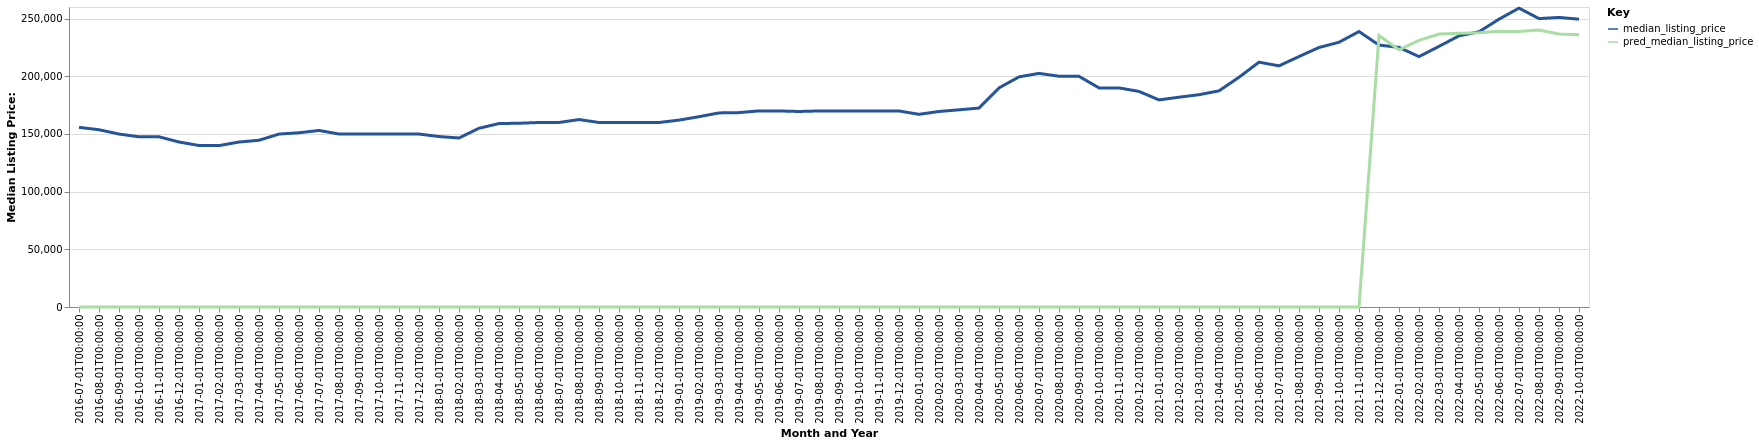 Key
median_listing_price
pred_median_listing_price
Median Listing Price:
250,000
200,000
150,000
100,000
50,000
0
2016-07-01T00:00:00
2016-08-01T00:00:00
2016-09-01T00:00:00
2016-10-01T00:00:00
2016-11-01T00:00:00
2016-12-01T00:00:00
2017-01-01T00:00:00
2017-02-01T00:00:00
2017-03-01T00:00:00
2017-04-01T00:00:00
2017-05-01T00:00:00
2017-06-01T00:00:00
2017-07-01T00:00:00
2017-08-01T00:00:00
2017-09-01T00:00:00
2017-10-01T00:00:00
2017-11-01T00:00:00
2017-12-01T00:00:00
2018-01-01T00:00:00
2018-02-01T00:00:00
2018-03-01T00:00:00
2018-04-01T00:00:00
2018-05-01T00:00:00
2018-06-01T00:00:00
2018-07-01T00:00:00
2018-08-01T00:00:00
2018-09-01T00:00:00
2018-10-01T00:00:00
2018-11-01T00:00:00
2018-12-01T00:00:00
2019-01-01T00:00:00
2019-02-01T00:00:00
2019-03-01T00:00:00
2019-04-01T00:00:00
2019-05-01T00:00:00
2019-06-01T00:00:00
2019-07-01T00:00:00
2019-08-01T00:00:00
2019-09-01T00:00:00
2019-10-01T00:00:00
2019-11-01T00:00:00
2019-12-01T00:00:00
2020-01-01T00:00:00
2020-02-01T00:00:00
2020-03-01T00:00:00
2020-04-01T00:00:00
2020-05-01T00:00:00
2020-06-01T00:00:00
2020-07-01T00:00:00
2020-08-01T00:00:00
2020-09-01T00:00:00
2020-10-01T00:00:00
2020-11-01T00:00:00
2020-12-01T00:00:00
2021-01-01T00:00:00
2021-02-01T00:00:00
2021-03-01T00:00:00
2021-04-01T00:00:00
2021-05-01T00:00:00
2021-06-01T00:00:00
2021-07-01T00:00:00
2021-08-01T00:00:00
2021-09-01T00:00:00
2021-10-01T00:00:00
2021-11-01T00:00:00
2021-12-01T00:00:00
2022-01-01T00:00:00
2022-02-01T00:00:00
2022-03-01T00:00:00
2022-04-01T00:00:00
2022-05-01T00:00:00
2022-06-01T00:00:00
2022-07-01T00:00:00
2022-08-01T00:00:00
2022-09-01T00:00:00
2022-10-01T00:00:00
Month and Year